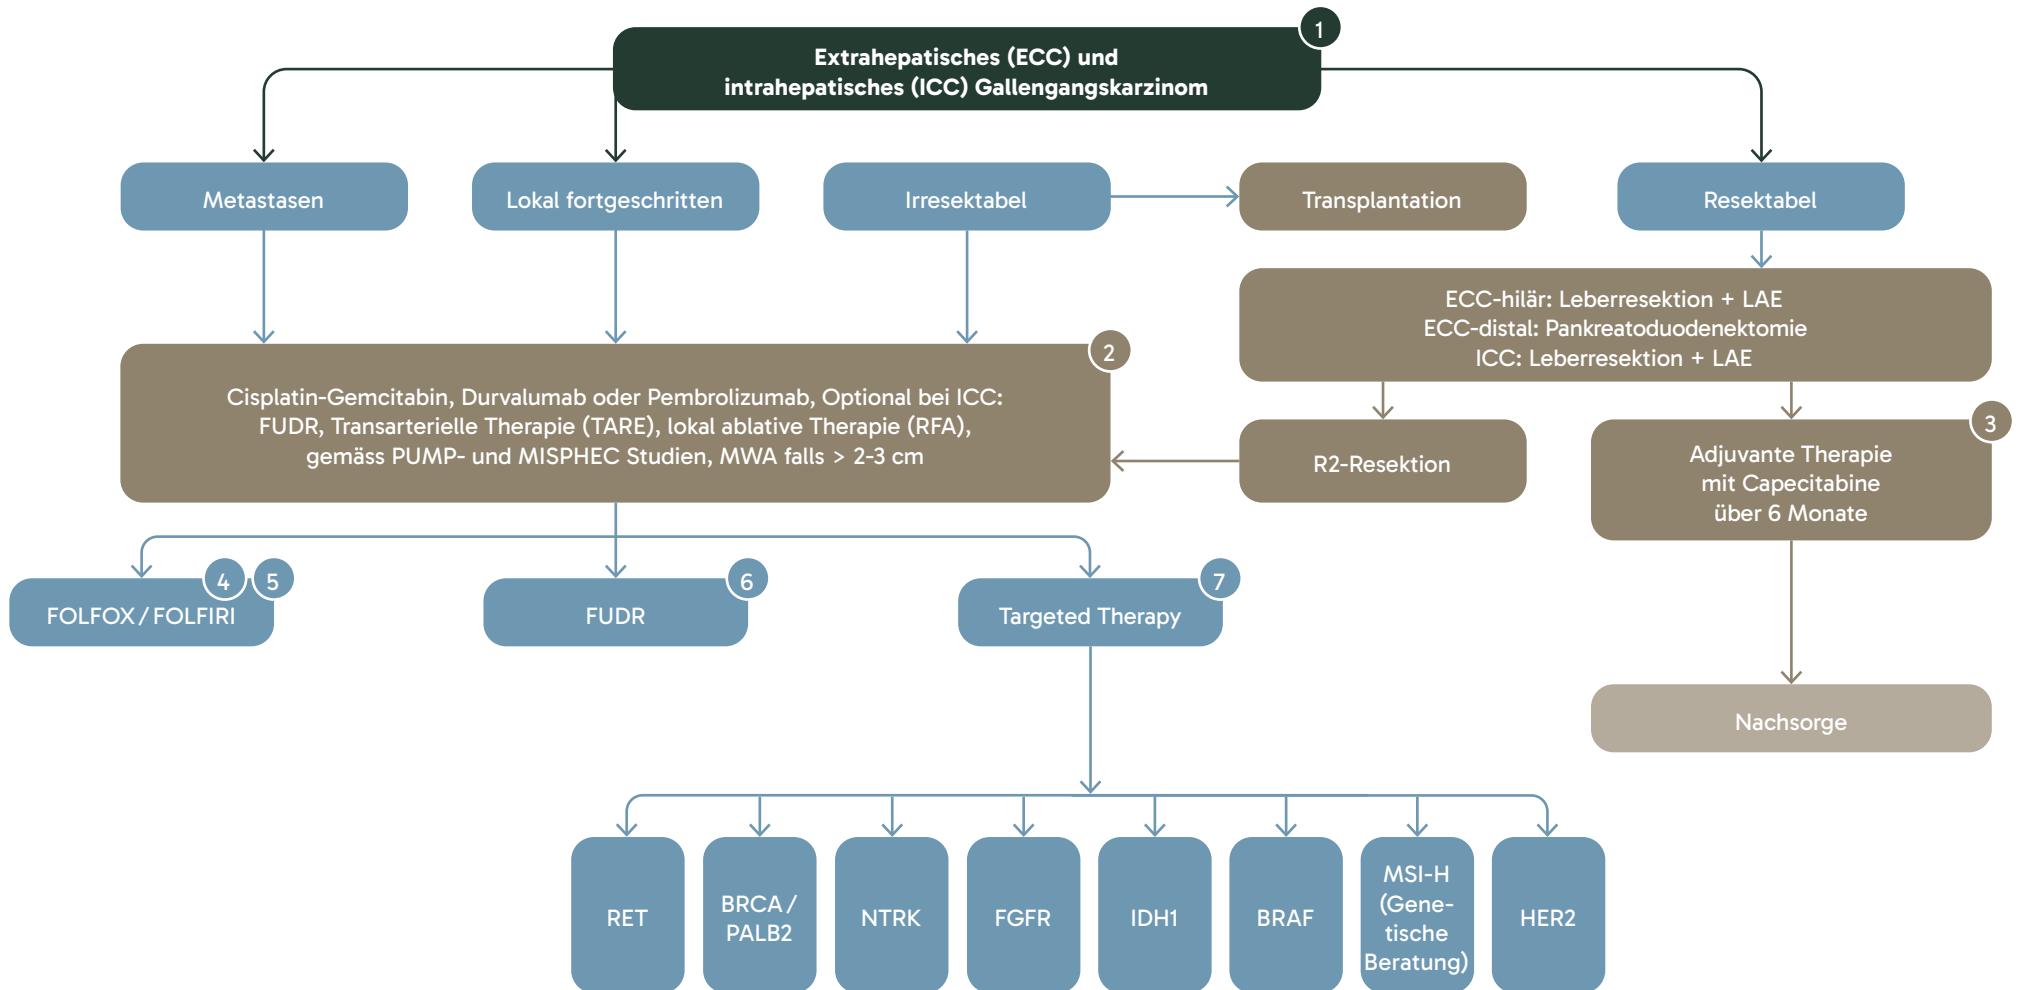 1
Extrahepatisches (ECC) und
intrahepatisches (ICC) Gallengangskarzinom
Metastasen
Lokal fortgeschritten
Irresektabel
Transplantation
Resektabel
ECC-hilär: Leberresektion + LAE
ECC-distal: Pankreatoduodenektomie
ICC: Leberresektion + LAE
2
Cisplatin-Gemcitabin, Durvalumab oder Pembrolizumab, Optional bei ICC:
FUDR, Transarterielle Therapie (TARE), lokal ablative Therapie (RFA),
gemäss PUMP- und MISPHEC Studien, MWA falls > 2-3 cm
R2-Resektion
3
Adjuvante Therapie
mit Capecitabine
über 6 Monate
4
5
FOLFOX / FOLFIRI
6
FUDR
7
Targeted Therapy
Nachsorge
RET
BRCA /
PALB2
NTRK
FGFR
IDH1
BRAF
MSI-H
(Gene-
tische
Beratung)
HER2